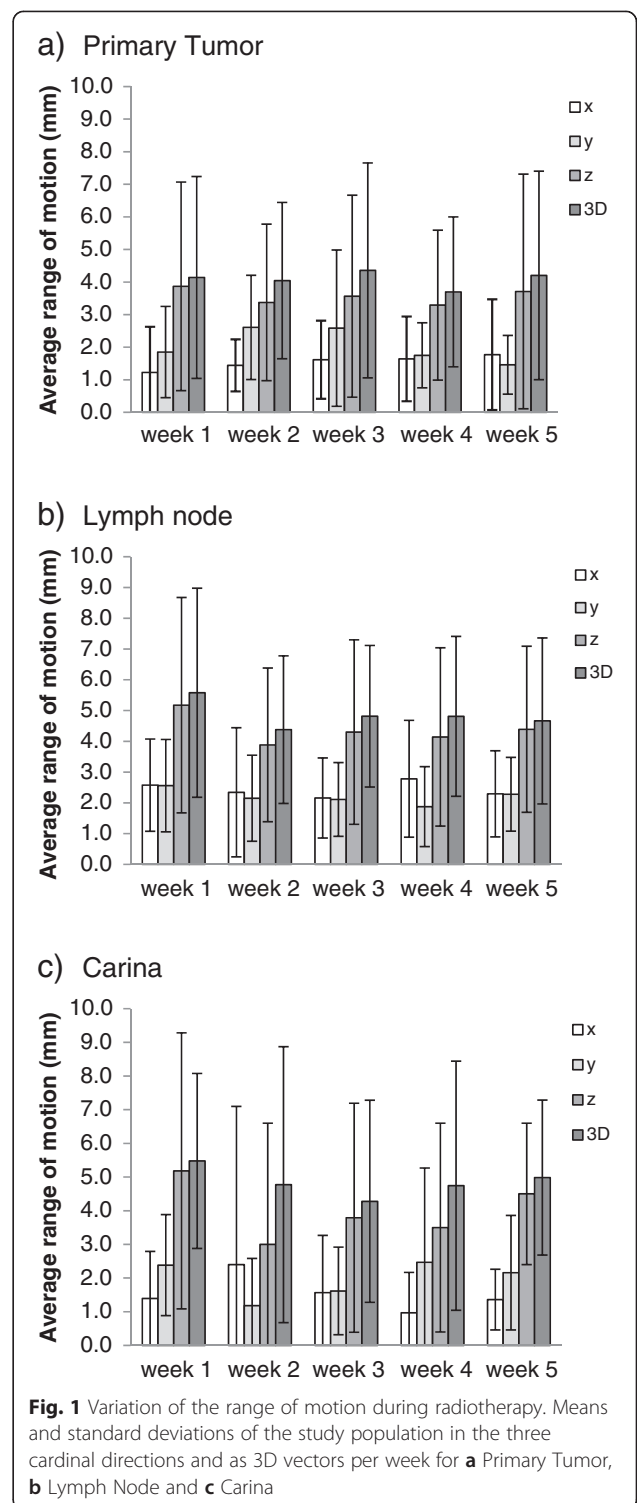 a) Primary Tumor
Average range of motion (mm)
10.0
9.0
8.0
7.0
6.0
5.0
4.0
3.0
2.0
1.0
0.0
x
y
z
3D
week 1 week 2 week 3 week 4 week 5
b) Lymph node
Average range of motion (mm)
10.0
9.0
8.0
7.0
6.0
5.0
4.0
3.0
2.0
1.0
0.0
x
y
z
3D
week 1 week 2 week 3 week 4 week 5
c) Carina
Average range of motion (mm)
10.0
9.0
8.0
7.0
6.0
5.0
4.0
3.0
2.0
1.0
0.0
x
y
z
3D
week 1 week 2 week 3 week 4 week 5
Fig. 1 Variation of the range of motion during radiotherapy. Means
and standard deviations of the study population in the three
cardinal directions and as 3D vectors per week for a Primary Tumor,
b Lymph Node and c Carina